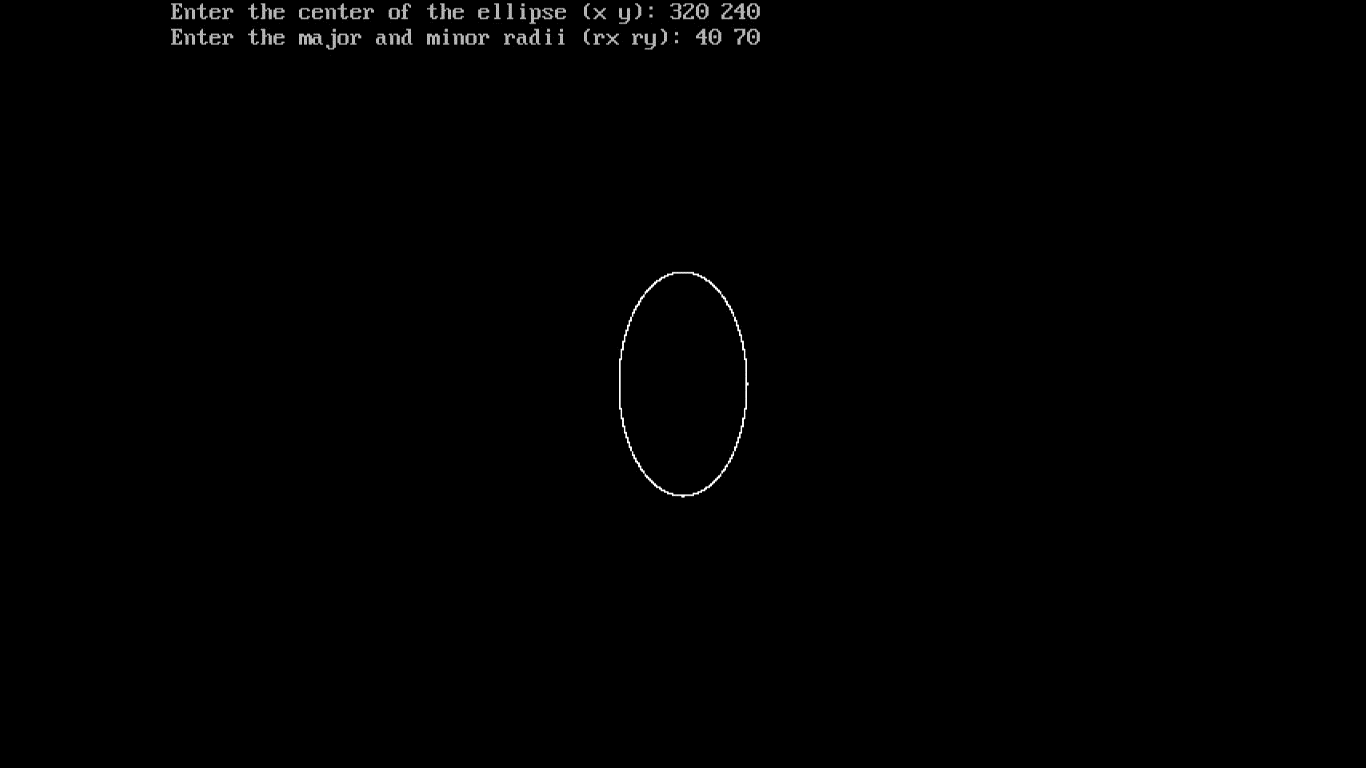 Enter the center of the ellipse (x y): 320 240
Enter the major and minor radii (rx ry): 40 70